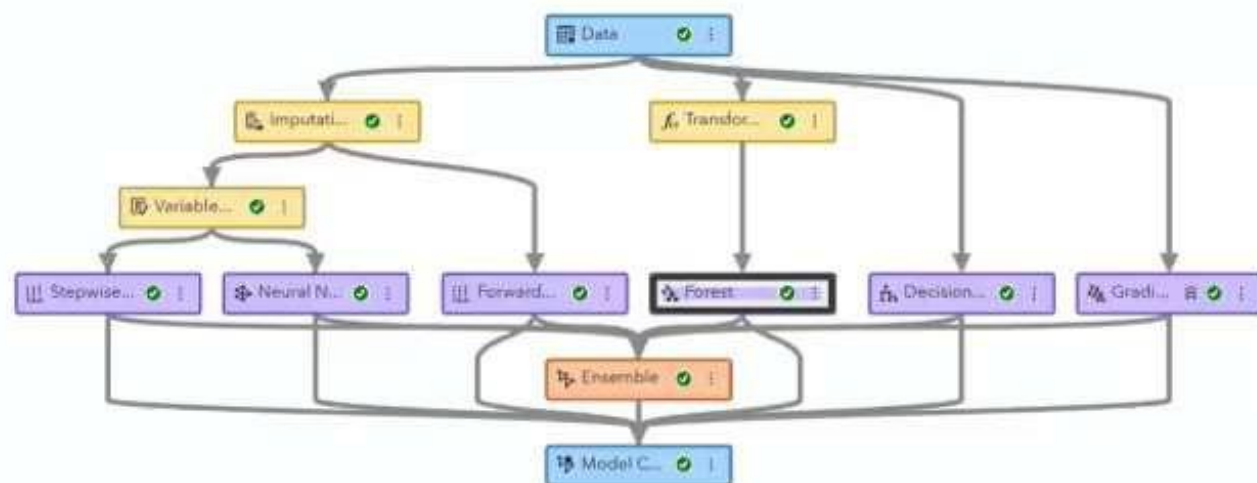 Data
Imputati...
Transfor...
Variable...
Stepwise...
Neural N...
Forward...
Forest
Decision...
Gradi...
Ensemble
Model C...